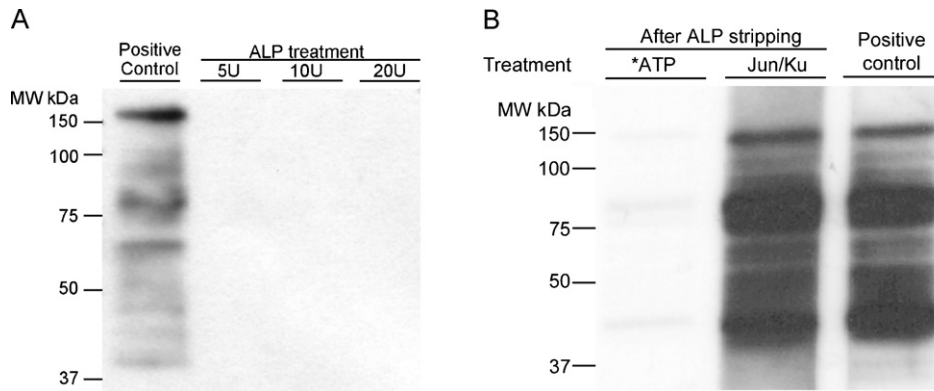 A
Positive
Control
ALP treatment
5U 10U 20U
MW kDa
150
100
75
50
37
B
After ALP stripping
Positive
control
Treatment *ATP Jun/Ku
MW kDa
150
100
75
50
37